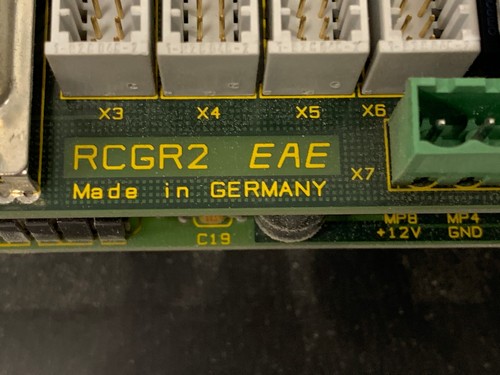 X3 X4 X5 X6
RCGR2 EAE
X7
Made in GERMANY
C19
MP8 MP4
+12V GND